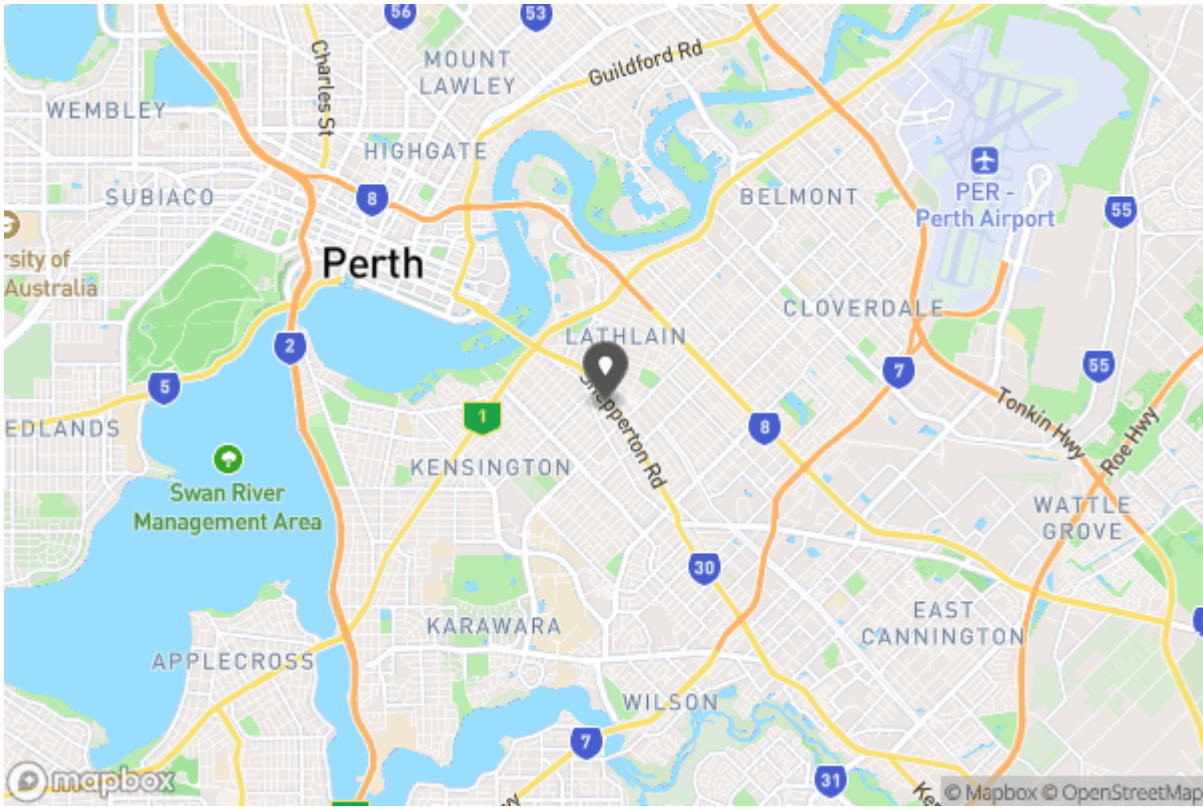 56
53
30
Charles St
MOUNT
LAWLEY
Guildford Rd
WEMBLEY
HIGHGATE
SUBIACO
8
BELMONT
PER -
Perth Airport
55
rsity of
Australia
Perth
CLOVERDALE
LATHLAIN
2
7
55
5
Shepperton Rd
Tonkin Hwy
1
8
EDLANDS
KENSINGTON
Roe Hwy
Swan River
Management Area
WATTLE
GROVE
30
EAST
CANNINGTON
KARAWARA
APPLECROSS
WILSON
7
31
mapbox
© Mapbox © OpenStreetMap